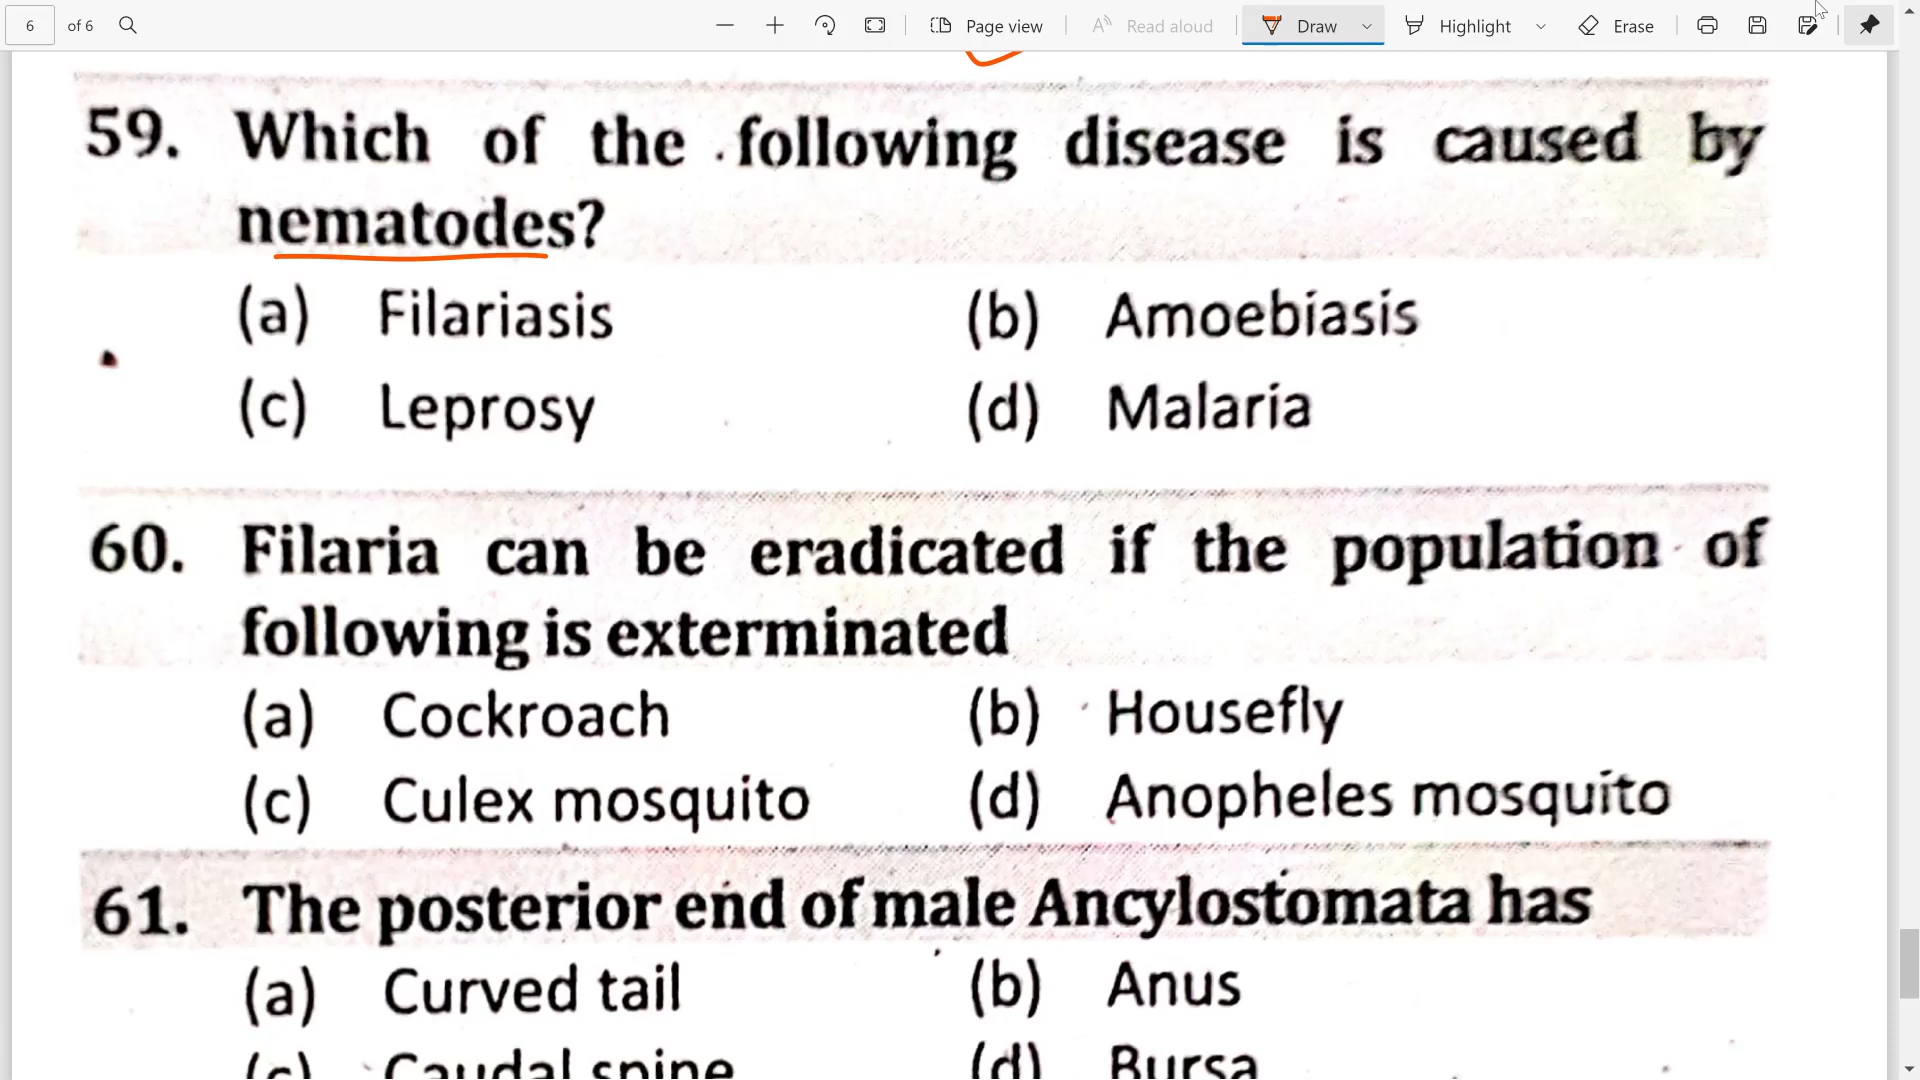 6 of 6 Page view Read aloud Draw Highlight Erase
59. Which of the following disease is caused by
nematodes?
(a) Filariasis (b) Amoebiasis
(c) Leprosy (d) Malaria
60. Filaria can be eradicated if the population of
following is exterminated
(a) Cockroach (b) Housefly
(c) Culex mosquito (d) Anopheles mosquito
61. The posterior end of male Ancylostomata has
(a) Curved tail (b) Anus
(c) Caudal spine (d) Bursa